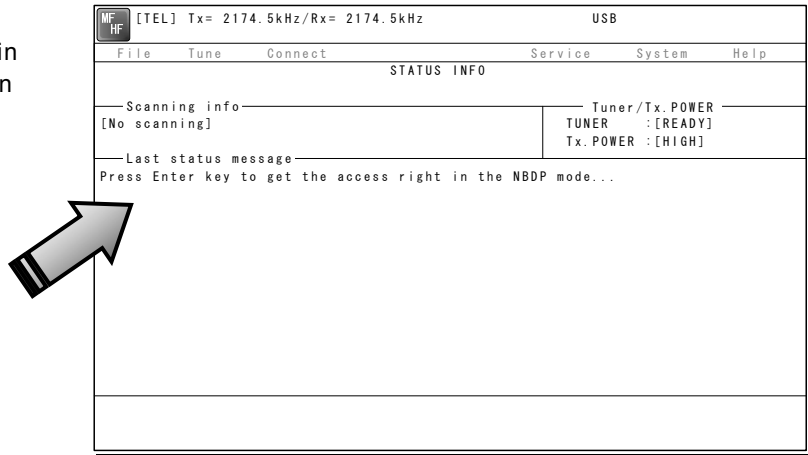 in
n
MF
HF
[TEL] Tx= 2174.5kHz/Rx= 2174.5kHz USB
File Tune Connect Service System Help
STATUS INFO
Scanning info
[No scanning]
Tuner/Tx.POWER
TUNER :[READY]
Tx.POWER :[HIGH]
Last status message
Press Enter key to get the access right in the NBDP mode...